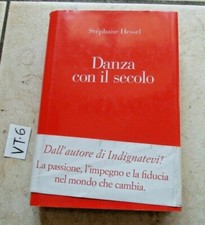 Stéphane Hessel
Danza
con il secolo
VT·6
Dall'autore di Indignatevi!
La passione, l'impegno e la fiducia
nel mondo che cambia.